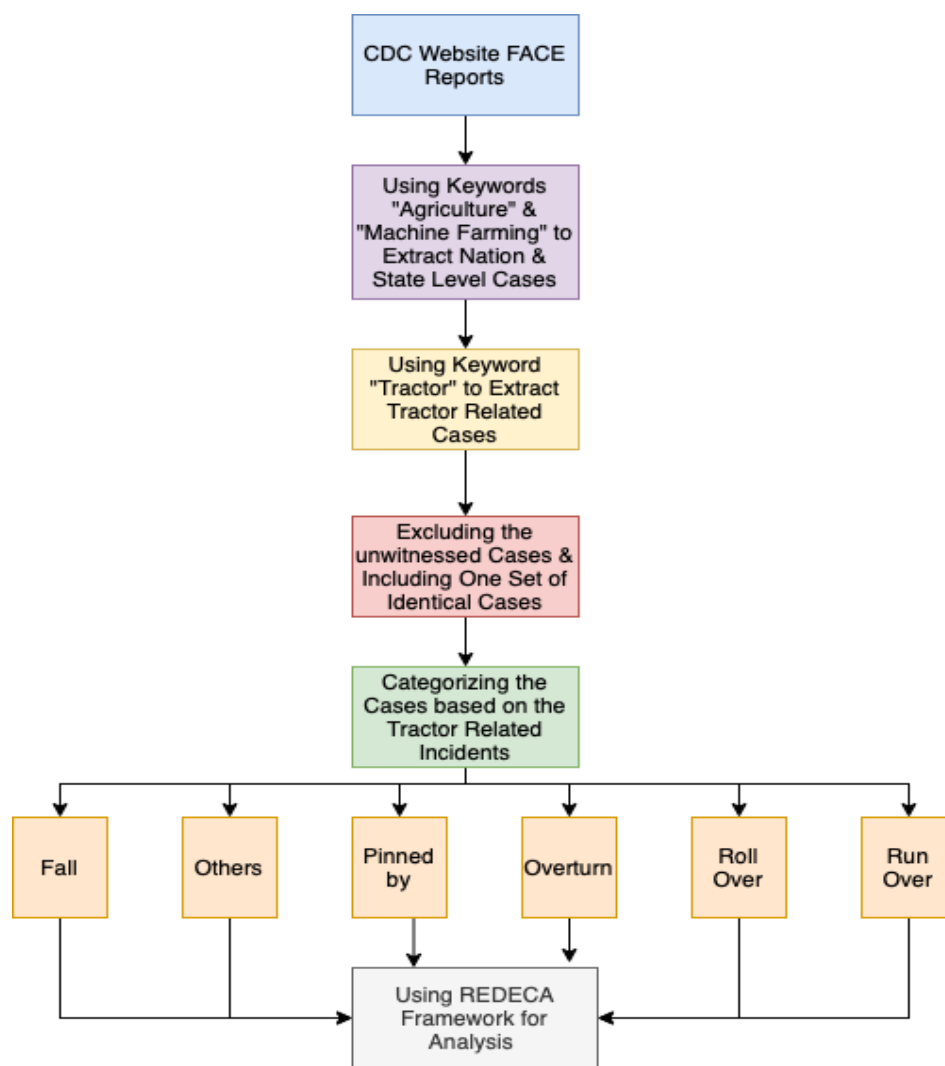 CDC Website FACE
Reports
Using Keywords
"Agriculture" &
"Machine Farming" to
Extract Nation &
State Level Cases
Using Keyword
"Tractor" to Extract
Tractor Related
Cases
Excluding the
unwitnessed Cases &
Including One Set of
Identical Cases
Categorizing the
Cases based on the
Tractor Related
Incidents
Fall
Others
Pinned
by
Overturn
Roll
Over
Run
Over
Using REDECA
Framework for
Analysis